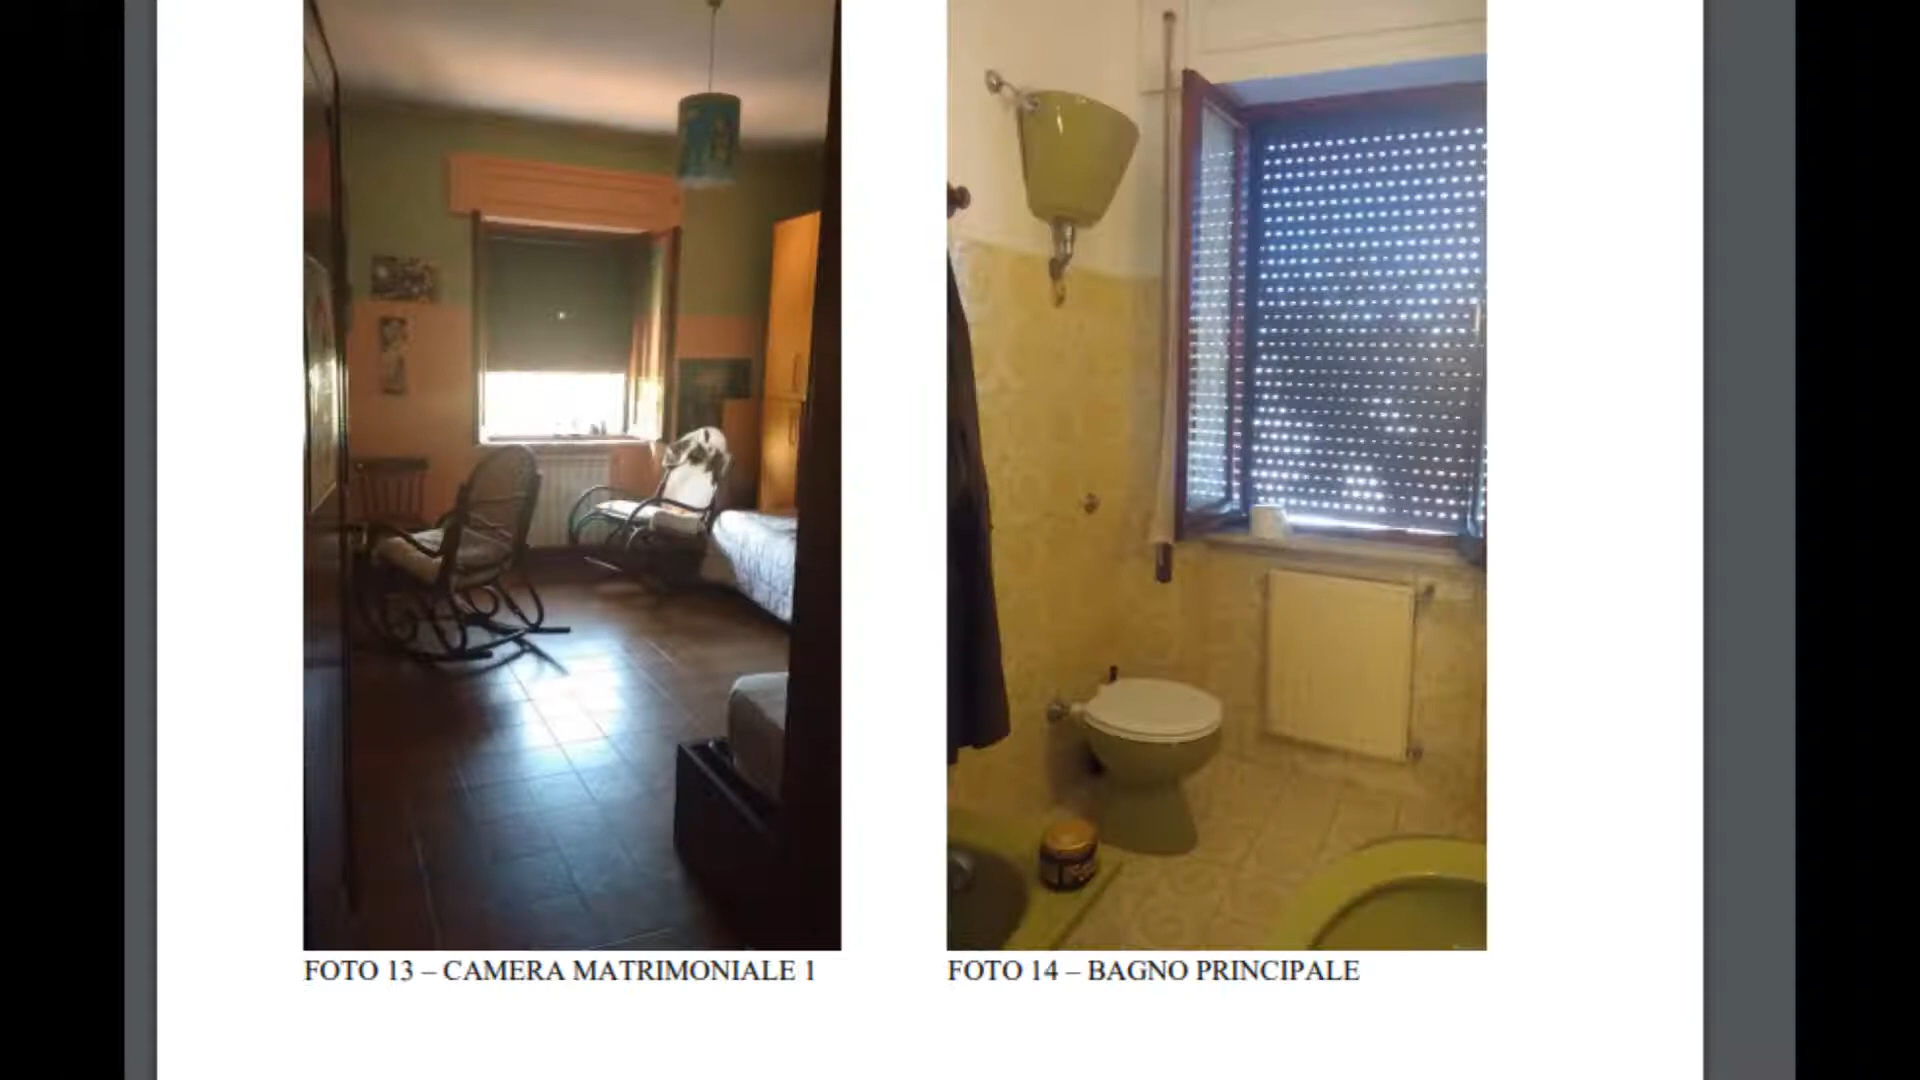 FOTO 13 – CAMERA MATRIMONIALE 1
FOTO 14 – BAGNO PRINCIPALE